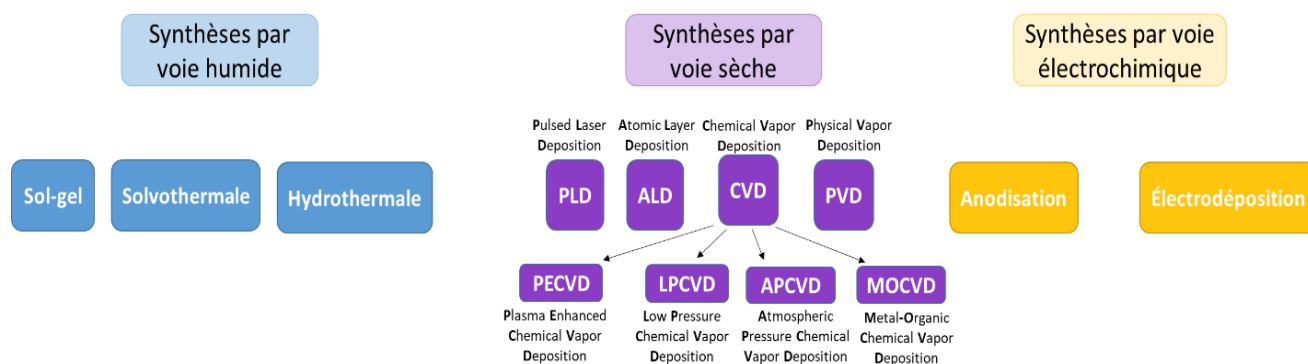 Synthèses par
voie humide
Synthèses par
voie sèche
Synthèses par voie
électrochimique
Pulsed Laser
Deposition
Atomic Layer
Deposition
Chemical Vapor
Deposition
Physical Vapor
Deposition
Sol-gel
Solvothermale
Hydrothermale
PLD
ALD
CVD
PVD
Anodisation
Électrodéposition
PECVD
LPCVD
APCVD
MOCVD
Plasma Enhanced
Chemical Vapor
Deposition
Low Pressure
Chemical Vapor
Deposition
Atmospheric
Pressure Chemical
Vapor Deposition
Metal-Organic
Chemical Vapor
Deposition